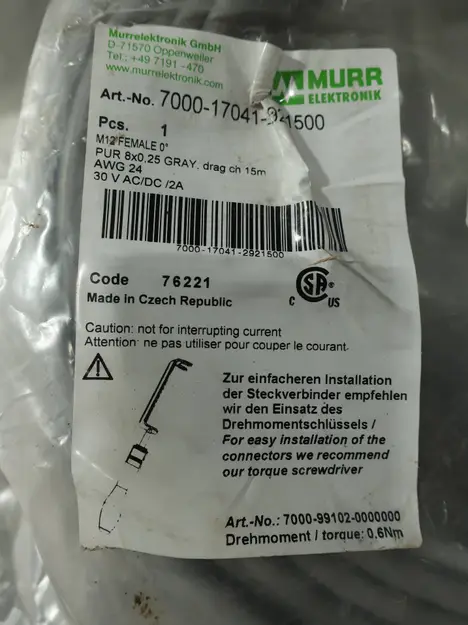 Murrelektronik GmbH
D-71570 Oppenweiler
Tel.: +49 7191 -470
www.murrelektronik.com
MURR
ELEKTRONIK
Art.-No. 7000-17041-2921500
Pcs. 1
M12 FEMALE 0°
PUR 8x0.25 GRAY, drag ch 15m
AWG 24
30 V AC/DC /2A
7000-17041-2921500
Code 76221
Made in Czech Republic
C SA® US
Caution: not for interrupting current
Attention: ne pas utiliser pour couper le courant.
Zur einfacheren Installation
der Steckverbinder empfehlen
wir den Einsatz des
Drehmomentschlüssels /
For easy installation of the
connectors we recommend
our torque screwdriver
Art.-No.: 7000-99102-0000000
Drehmoment / torque: 0.6Nm